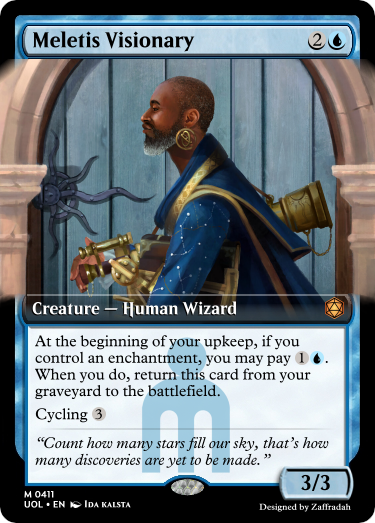 Meletis Visionary 2
Creature — Human Wizard
At the beginning of your upkeep, if you
control an enchantment, you may pay 1.
When you do, return this card from your
graveyard to the battlefield.
Cycling 3
“Count how many stars fill our sky, that’s how
many discoveries are yet to be made.”
3/3
M 0411
UOL • EN IDA KALSTA
Designed by Zaffradah